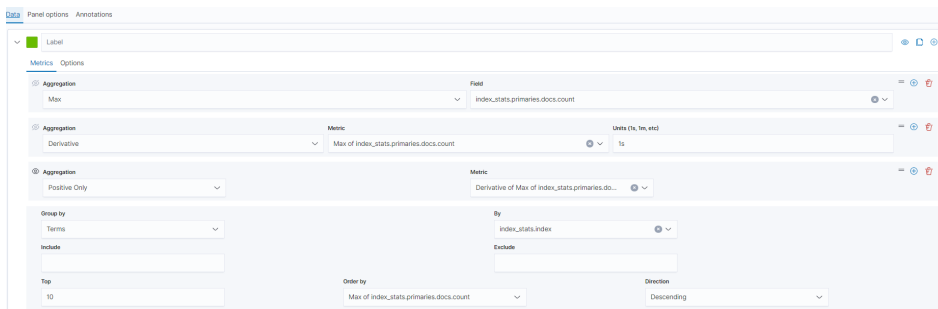 Data Panel options Annotations
Label
Metrics Options
Aggregation Field
Max index_stats.primaries.docs.count
Aggregation Metric Units (1s, 1m, etc)
Derivative Max of index_stats.primaries.docs.count 1s
Aggregation Metric
Positive Only Derivative of Max of index_stats.primaries.do...
Group by By
Terms index_stats.index
Include Exclude
Top Order by Direction
10 Max of index_stats.primaries.docs.count Descending